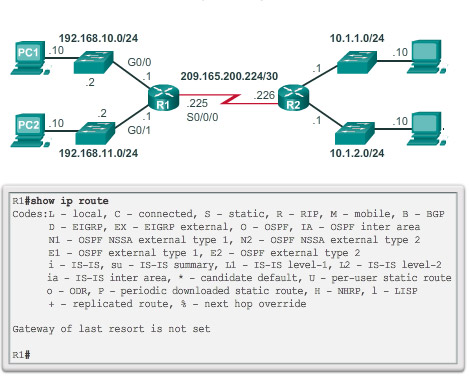 192.168.10.0/24
10.1.1.0/24
PC1
.10
G0/0
.2
.1
209.165.200.224/30
.1
.10
R1
.225
S0/0/0
.226
R2
PC2
.10
.2
.1
G0/1
.1
.10
192.168.11.0/24
10.1.2.0/24
R1#show ip route
Codes:L - local, C - connected, S - static, R - RIP, M - mobile, B - BGP
D - EIGRP, EX - EIGRP external, O - OSPF, IA - OSPF inter area
N1 - OSPF NSSA external type 1, N2 - OSPF NSSA external type 2
E1 - OSPF external type 1, E2 - OSPF external type 2
i - IS-IS, su - IS-IS summary, L1 - IS-IS level-1, L2 - IS-IS level-2
ia - IS-IS inter area, * - candidate default, U - per-user static route
o - ODR, P - periodic downloaded static route, H - NHRP, l - LISP
+ - replicated route, % - next hop override
Gateway of last resort is not set
R1#